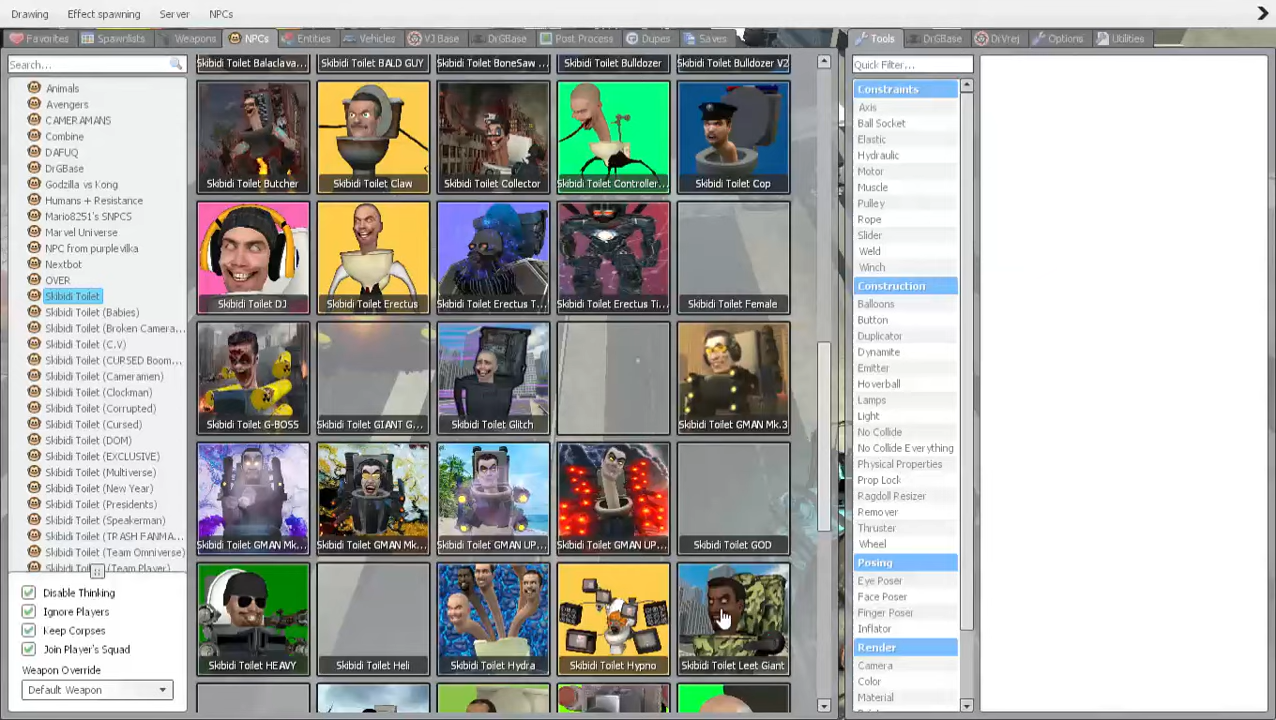 Drawing Effect spawning Server NPCs
Favorites Spawnlists Weapons NPCs Entities Vehicles VJ Base DrGBase Post Process Dupes Saves
Search...
Animals
Avengers
CAMERAMANS
Combine
DAFUQ
DrGBase
Godzilla vs Kong
Humans + Resistance
Mario8251's SNPCS
Marvel Universe
NPC from purplevilka
Nextbot
OVER
Skibidi Toilet
Skibidi Toilet (Babies)
Skibidi Toilet (Broken Camera...
Skibidi Toilet (C.V)
Skibidi Toilet (CURSED Boom...
Skibidi Toilet (Cameramen)
Skibidi Toilet (Clockman)
Skibidi Toilet (Corrupted)
Skibidi Toilet (Cursed)
Skibidi Toilet (DOM)
Skibidi Toilet (EXCLUSIVE)
Skibidi Toilet (Multiverse)
Skibidi Toilet (New Year)
Skibidi Toilet (Presidents)
Skibidi Toilet (Speakerman)
Skibidi Toilet (TRASH FANMA...
Skibidi Toilet (Team Omniverse)
Skibidi Toilet (Team Player)
Disable Thinking
Ignore Players
Keep Corpses
Join Player's Squad
Weapon Override
Default Weapon
Skibidi Toilet Balaclava... Skibidi Toilet BALD GUY Skibidi Toilet BoneSaw ... Skibidi Toilet Bulldozer Skibidi Toilet Bulldozer V2
Skibidi Toilet Butcher Skibidi Toilet Claw Skibidi Toilet Collector Skibidi Toilet Controller... Skibidi Toilet Cop
Skibidi Toilet DJ Skibidi Toilet Erectus Skibidi Toilet Erectus T... Skibidi Toilet Erectus Ti... Skibidi Toilet Female
Skibidi Toilet G-BOSS Skibidi Toilet GIANT G... Skibidi Toilet Glitch Skibidi Toilet GMAN Mk.3
Skibidi Toilet GMAN Mk... Skibidi Toilet GMAN Mk... Skibidi Toilet GMAN UP... Skibidi Toilet GMAN UP... Skibidi Toilet GOD
Skibidi Toilet HEAVY Skibidi Toilet Heli Skibidi Toilet Hydra Skibidi Toilet Hypno Skibidi Toilet Leet Giant
Tools DrGBase DrVrej Options Utilities
Quick Filter...
Constraints
Axis
Ball Socket
Elastic
Hydraulic
Motor
Muscle
Pulley
Rope
Slider
Weld
Winch
Construction
Balloons
Button
Duplicator
Dynamite
Emitter
Hoverball
Lamps
Light
No Collide
No Collide Everything
Physical Properties
Prop Lock
Ragdoll Resizer
Remover
Thruster
Wheel
Posing
Eye Poser
Face Poser
Finger Poser
Inflator
Render
Camera
Color
Material